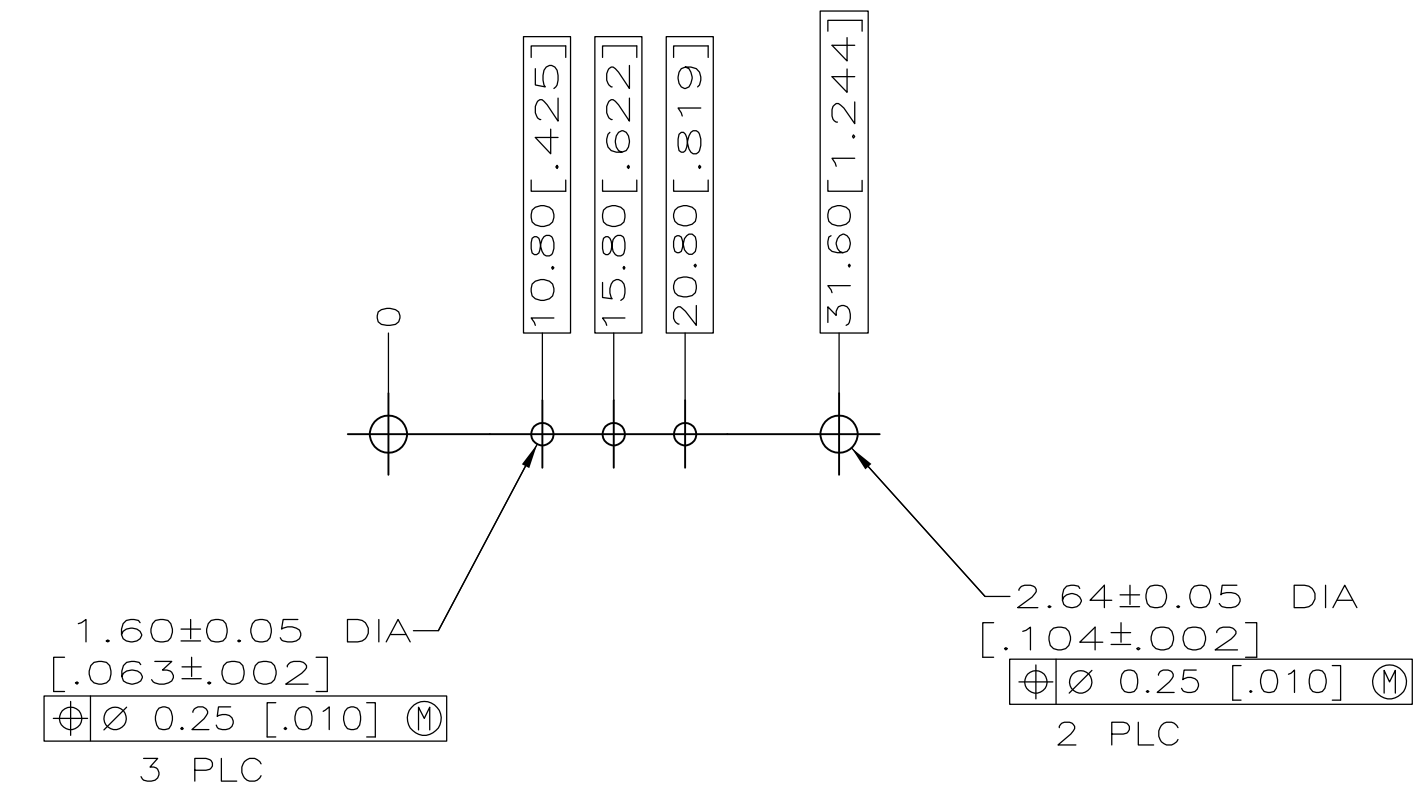 0
10.80[.425]
15.80[.622]
20.80[.819]
31.60[1.244]
1.60±0.05 DIA
[.063±.002]
⌖ Ø 0.25 [.010] Ⓜ
3 PLC
2.64±0.05 DIA
[.104±.002]
⌖ Ø 0.25 [.010] Ⓜ
2 PLC